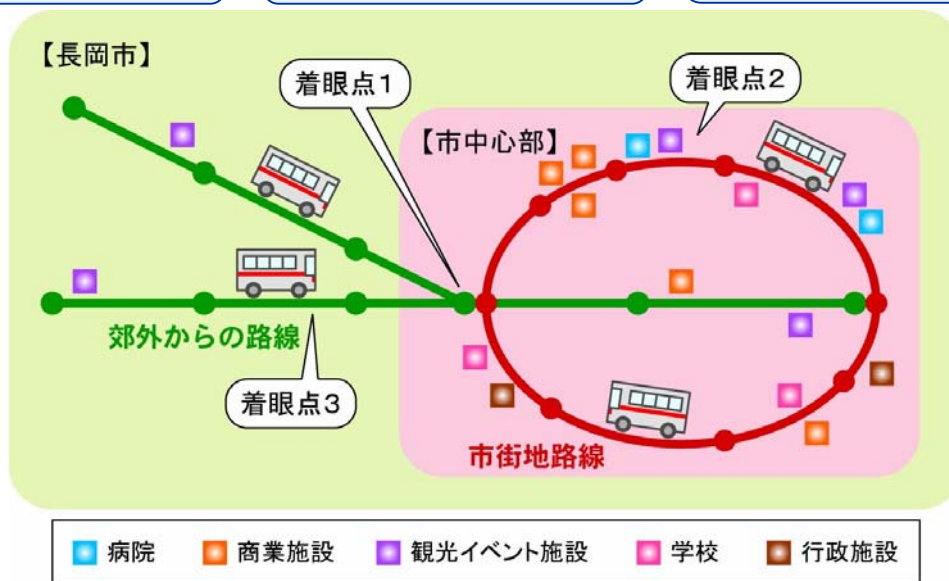 【長岡市】
着眼点1
着眼点2
【市中心部】
郊外からの路線
着眼点3
市街地路線
病院
商業施設
観光イベント施設
学校
行政施設